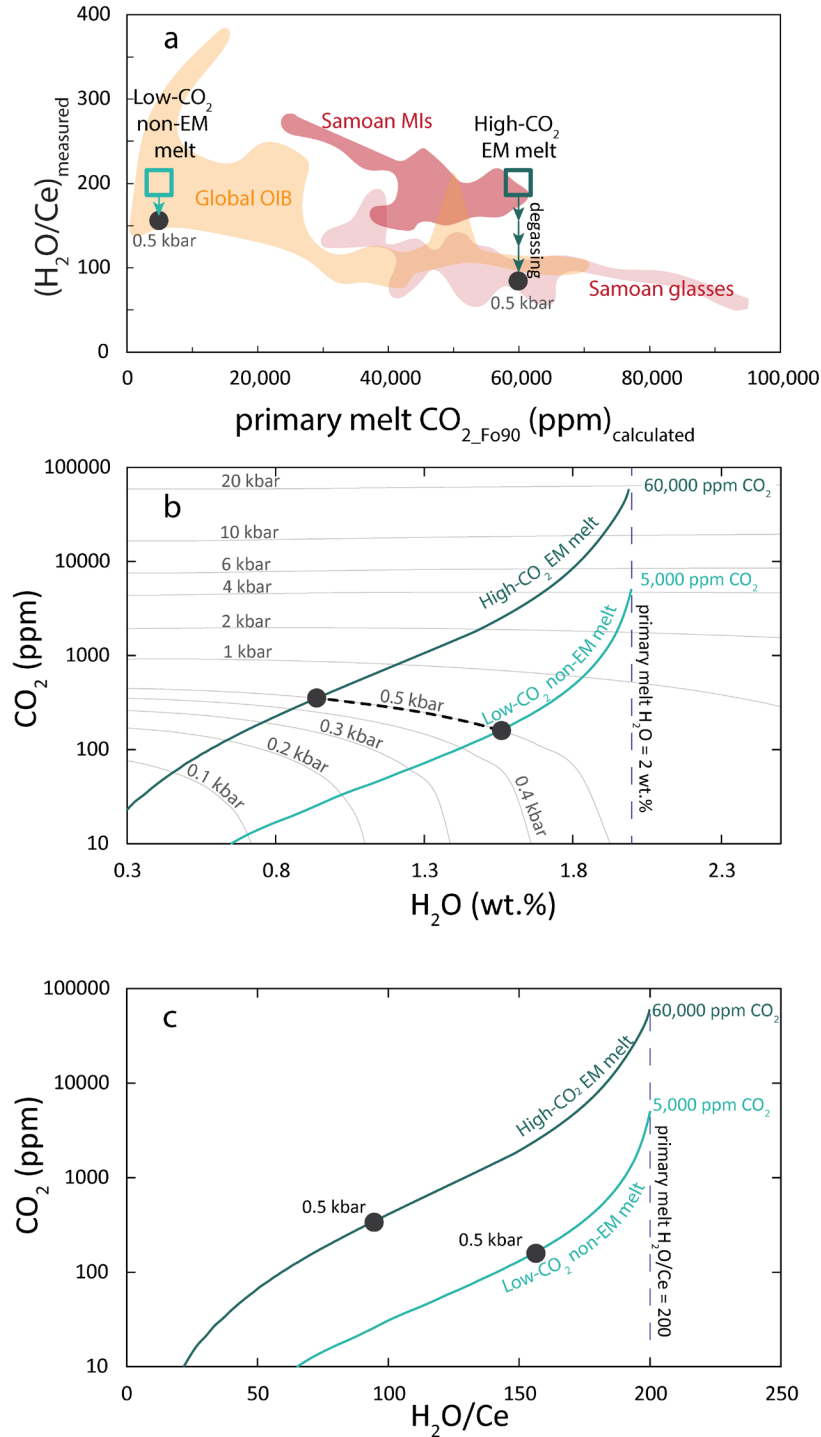 a
400
300
200
100
0
(H₂O/Ce)measured
Low-CO₂
non-EM
melt
0.5 kbar
Global OIB
Samoan MIs
High-CO₂
EM melt
degassing
0.5 kbar
Samoan glasses
0
20,000
40,000
60,000
80,000
100,000
primary melt CO₂_Fo90 (ppm)calculated
b
100000
10000
1000
100
10
CO₂ (ppm)
20 kbar
10 kbar
6 kbar
4 kbar
2 kbar
1 kbar
0.5 kbar
0.4 kbar
0.3 kbar
0.2 kbar
0.1 kbar
High-CO₂ EM melt
Low-CO₂ non-EM melt
60,000 ppm CO₂
5,000 ppm CO₂
primary melt H₂O = 2 wt.%
0.3
0.8
1.3
1.8
2.3
H₂O (wt.%)
c
100000
10000
1000
100
10
CO₂ (ppm)
High-CO₂ EM melt
Low-CO₂ non-EM melt
0.5 kbar
0.5 kbar
60,000 ppm CO₂
5,000 ppm CO₂
primary melt H₂O/Ce = 200
0
50
100
150
200
250
H₂O/Ce